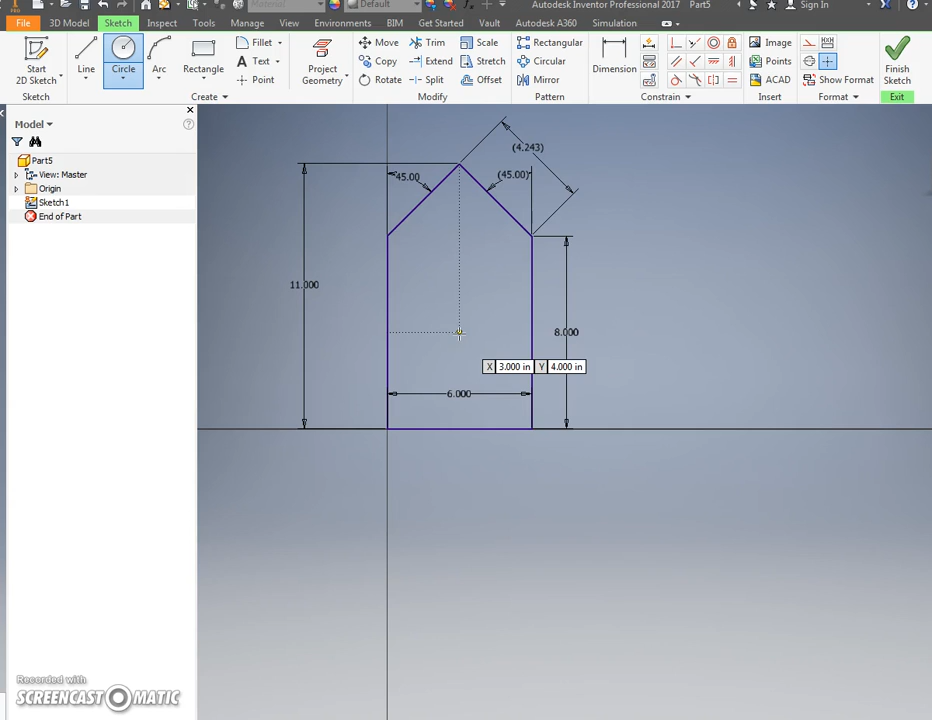 Material
Default
Autodesk Inventor Professional 2017 Part5
Sign In
PRO
File 3D Model Sketch Inspect Tools Manage View Environments BIM Get Started Vault Autodesk A360 Simulation
Start
2D Sketch
Line
Circle
Arc
Rectangle
Fillet
Text
Point
Project
Geometry
Move
Copy
Rotate
Trim
Extend
Split
Scale
Stretch
Offset
Rectangular
Circular
Mirror
Dimension
Image
Points
ACAD
Show Format
Finish
Sketch
Sketch Create Modify Pattern Constrain Insert Format Exit
Model
Part5
View: Master
Origin
Sketch1
End of Part
(4.243)
45.00
(45.00)
11.000
8.000
X 3.000 in Y 4.000 in
6.000
Recorded with
SCREENCAST-O-MATIC